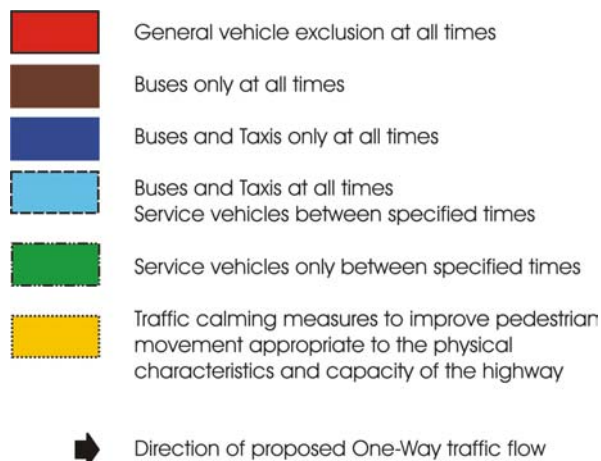 General vehicle exclusion at all times
Buses only at all times
Buses and Taxis only at all times
Buses and Taxis at all times
Service vehicles between specified times
Service vehicles only between specified times
Traffic calming measures to improve pedestrian
movement appropriate to the physical
characteristics and capacity of the highway
Direction of proposed One-Way traffic flow